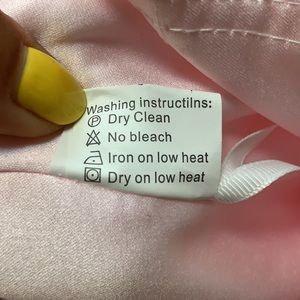 Washing instructilns:
Ⓟ Dry Clean
No bleach
Iron on low heat
Dry on low heat